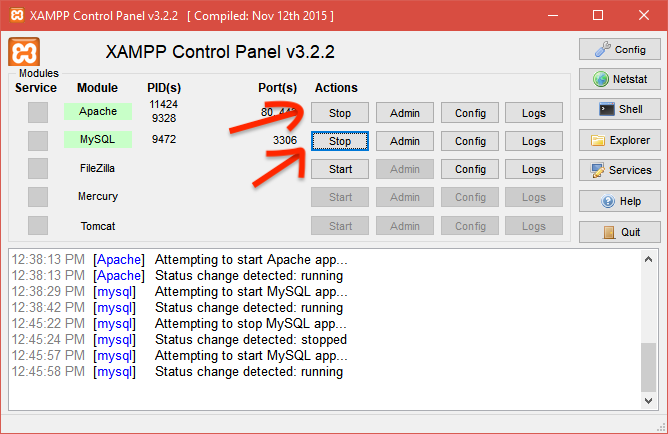 XAMPP Control Panel v3.2.2 [ Compiled: Nov 12th 2015 ]
XAMPP Control Panel v3.2.2
Config
Modules
Service Module PID(s) Port(s) Actions
Netstat
Apache 11424 9328 80, Stop Admin Config Logs
Shell
MySQL 9472 3306 Stop Admin Config Logs
Explorer
FileZilla Start Admin Config Logs
Services
Mercury Start Admin Config Logs
Help
Tomcat Start Admin Config Logs
Quit
12:38:13 PM [Apache] Attempting to start Apache app...
12:38:13 PM [Apache] Status change detected: running
12:38:29 PM [mysql] Attempting to start MySQL app...
12:38:42 PM [mysql] Status change detected: running
12:45:22 PM [mysql] Attempting to stop MySQL app...
12:45:24 PM [mysql] Status change detected: stopped
12:45:57 PM [mysql] Attempting to start MySQL app...
12:45:58 PM [mysql] Status change detected: running